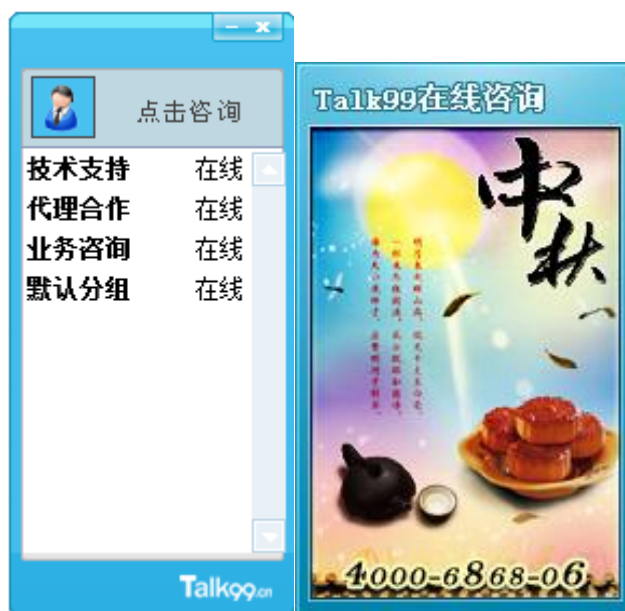 点击咨询
技术支持 在线
代理合作 在线
业务咨询 在线
默认分组 在线
Talk99.cn
Talk99在线咨询
中秋
4000-6868-06